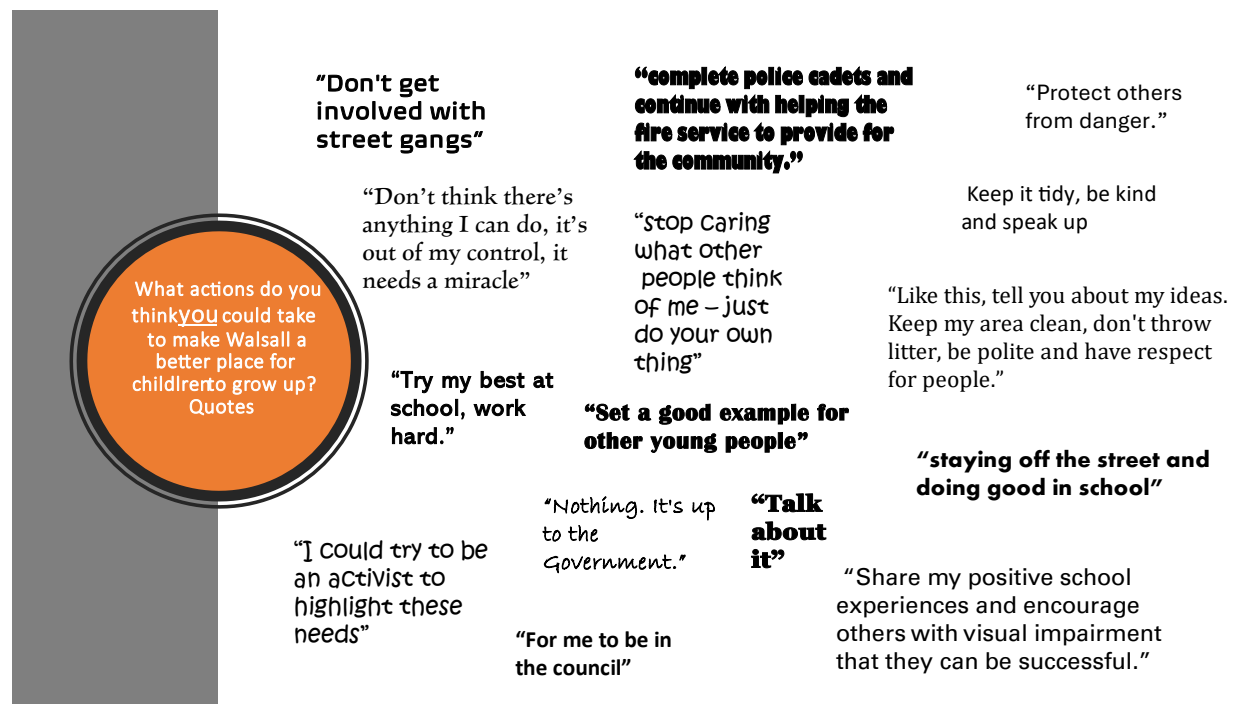 What actions do you
thinkyou could take
to make Walsall a
better place for
childlrento grow up?
Quotes
"Don't get
involved with
street gangs"
“complete police cadets and
continue with helping the
fire service to provide for
the community.”
“Protect others
from danger.”
“Don’t think there’s
anything I can do, it’s
out of my control, it
needs a miracle”
“stop caring
what other
people think
of me – just
do your own
thing”
Keep it tidy, be kind
and speak up
“Like this, tell you about my ideas.
Keep my area clean, don't throw
litter, be polite and have respect
for people.”
“Try my best at
school, work
hard.”
“Set a good example for
other young people”
“staying off the street and
doing good in school”
“Nothing. It's up
to the
Government.”
“Talk
about
it”
“I could try to be
an activist to
highlight these
needs”
“For me to be in
the council”
“Share my positive school
experiences and encourage
others with visual impairment
that they can be successful.”